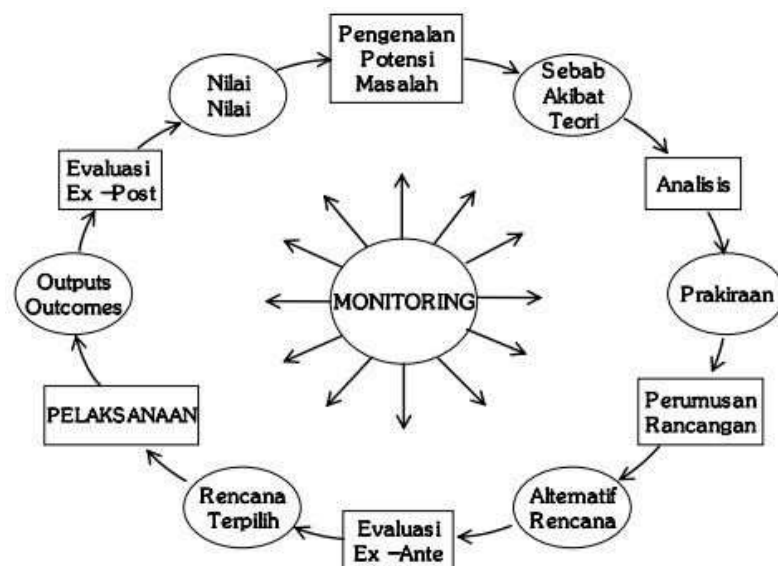 Pengenalan
Potensi
Masalah
Sebab
Akibat
Teori
Analisis
Prakiraan
Perumusan
Rancangan
Alternatif
Rencana
Evaluasi
Ex –Ante
Rencana
Terpilih
PELAKSANAAN
Outputs
Outcomes
Evaluasi
Ex –Post
Nilai
Nilai
MONITORING